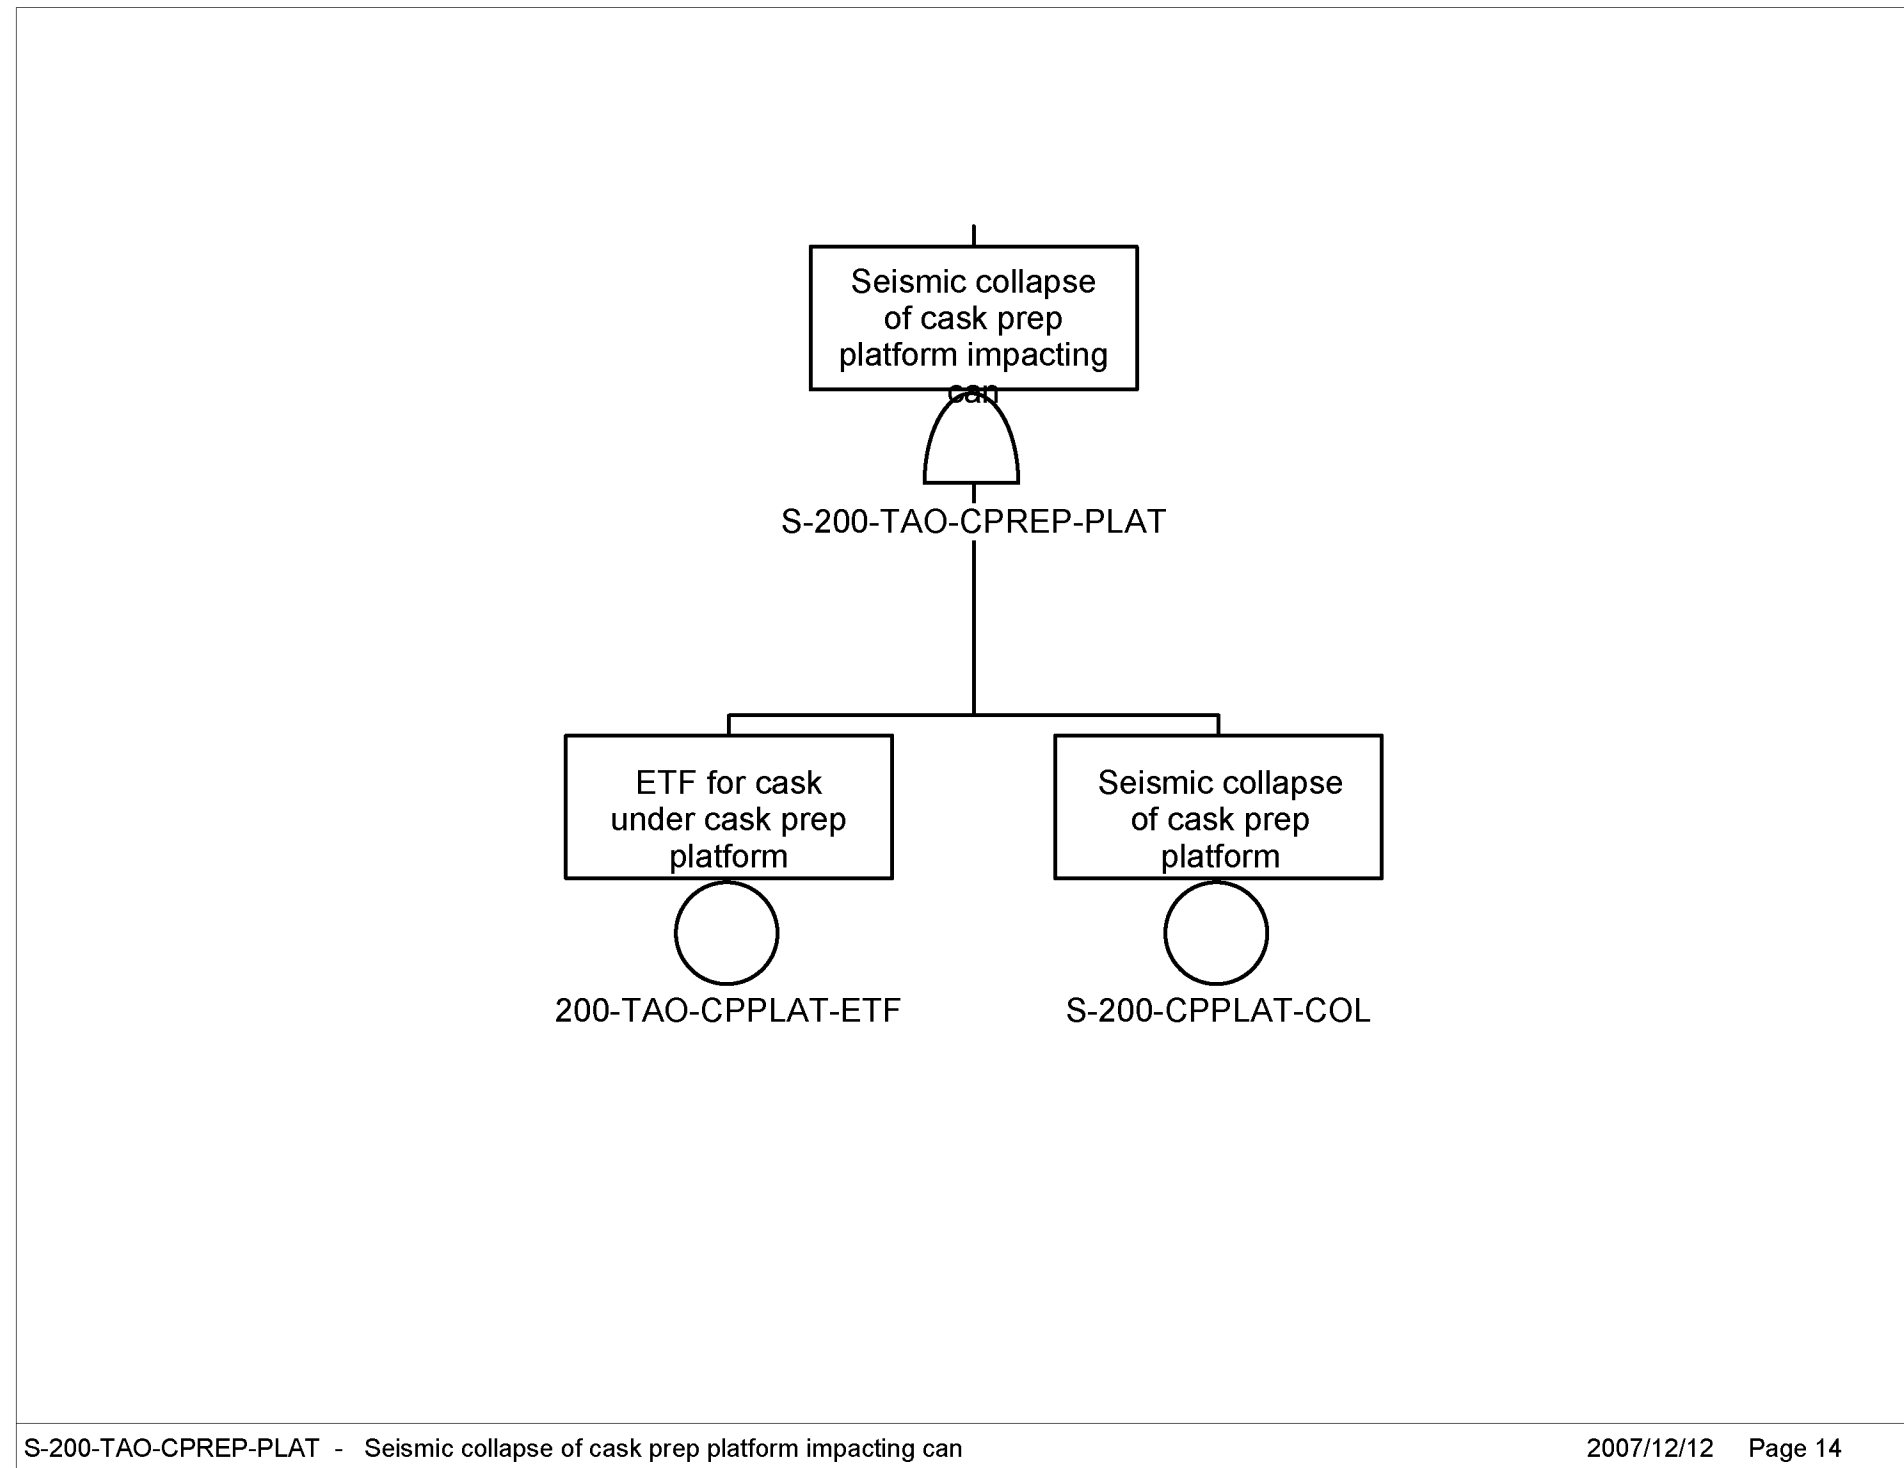 Seismic collapse
of cask prep
platform impacting
can
S-200-TAO-CPREP-PLAT
ETF for cask
under cask prep
platform
200-TAO-CPPLAT-ETF
Seismic collapse
of cask prep
platform
S-200-CPPLAT-COL
S-200-TAO-CPREP-PLAT - Seismic collapse of cask prep platform impacting can
2007/12/12 Page 14